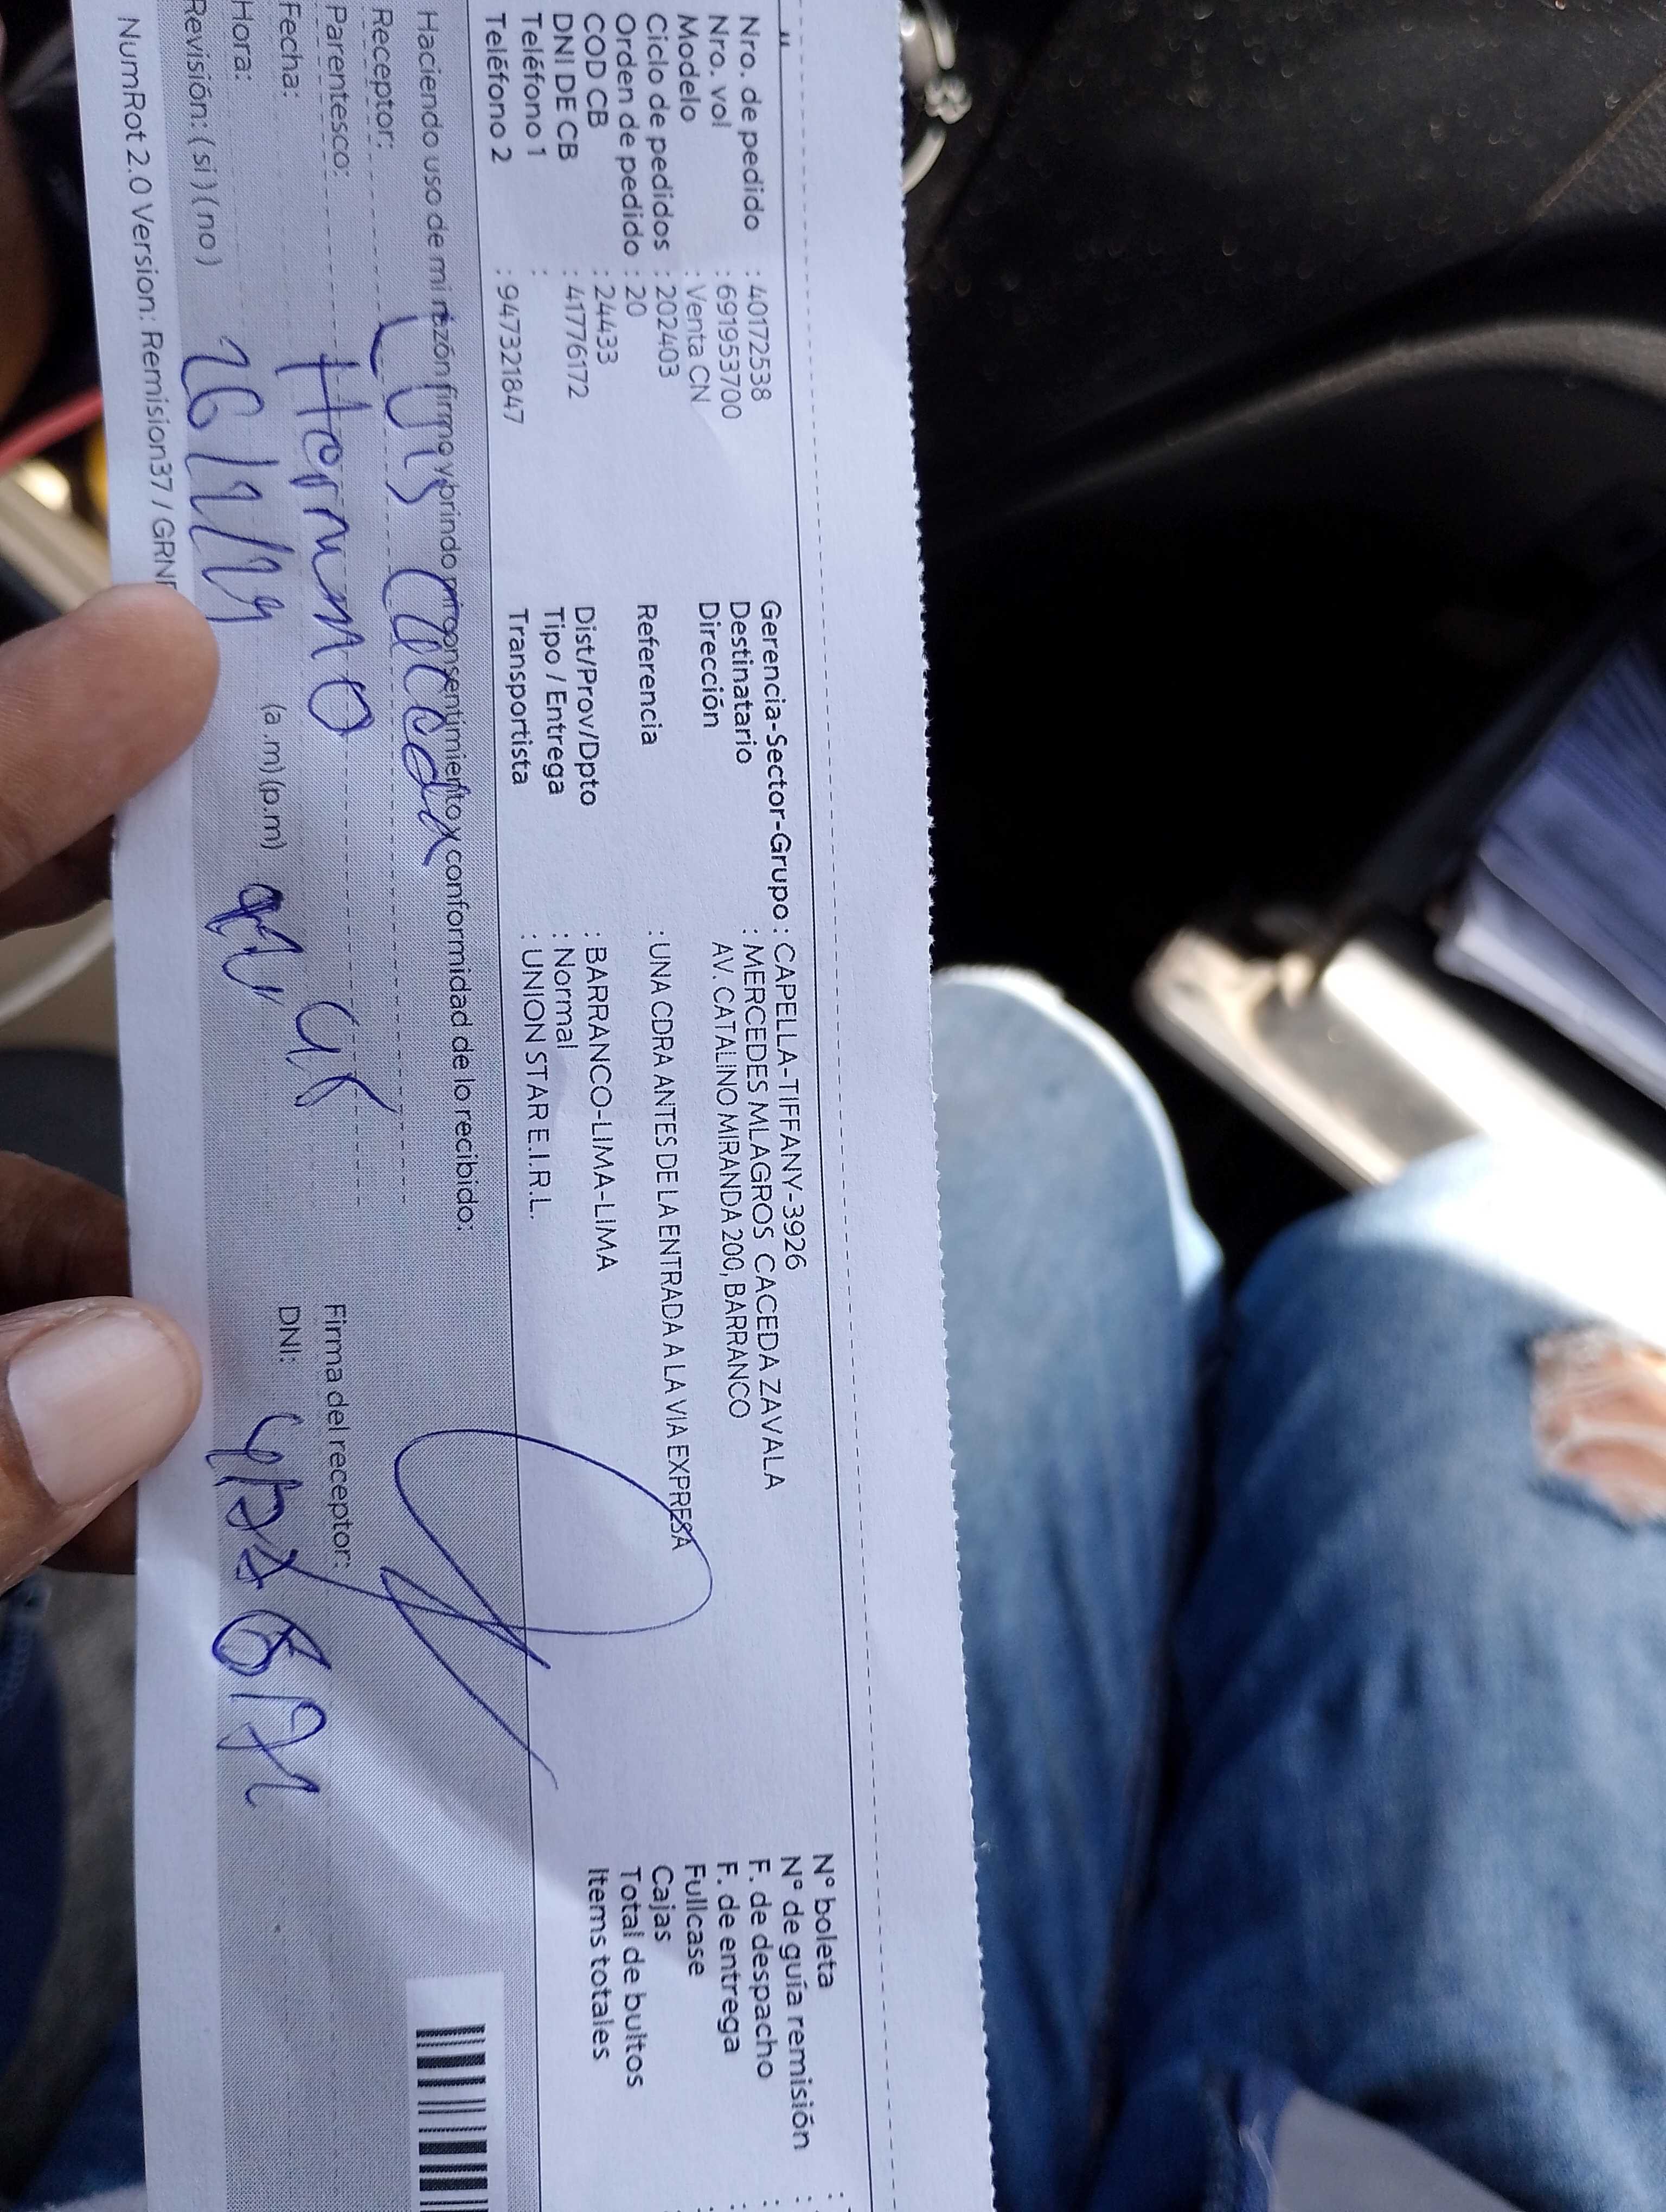 Nro. de pedido : 40172538
Nro. vol : 6919953700
Modelo : Venta CN
Ciclo de pedidos : 202403
Orden de pedido : 20
COD CB : 24433
DNI DE CB : 41776172
Teléfono 1 :
Teléfono 2 : 947321847
Gerencia-Sector-Grupo : CAPELLA-TIFFANY-3926
Destinatario : MERCEDES MLAGROS CACEDA ZAVALA
Dirección AV. CATALINO MIRANDA 200, BARRANCO
Referencia : UNA CDRA ANTES DE LA ENTRADA A LA VIA EXPRESA
Dist/Prov/Dpto : BARRANCO-LIMA-LIMA
Tipo / Entrega : Normal
Transportista : UNION STAR E.I.R.L.
N° boleta :
N° de guía remisión :
F. de despacho :
F. de entrega :
Fullcase
Cajas
Total de bultos
Items totales
Haciendo uso de mi razón firmo y brindo mi consentimiento y conformidad de lo recibido:
Receptor: Luis Caceda
Parentesco: Hermano
Fecha:
Hora: (a.m) (p.m)
Revisión: ( si ) ( no )
Firma del receptor:
DNI:
NumRot 2.0 Version: Remision37 / GRN